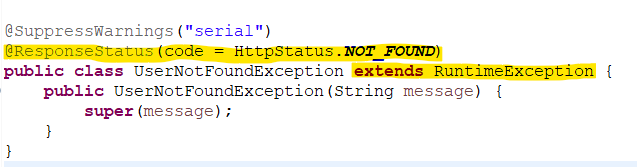 @SuppressWarnings("serial")
@ResponseStatus(code = HttpStatus.NOT_FOUND)
public class UserNotFoundException extends RuntimeException {
    public UserNotFoundException(String message) {
        super(message);
    }
}